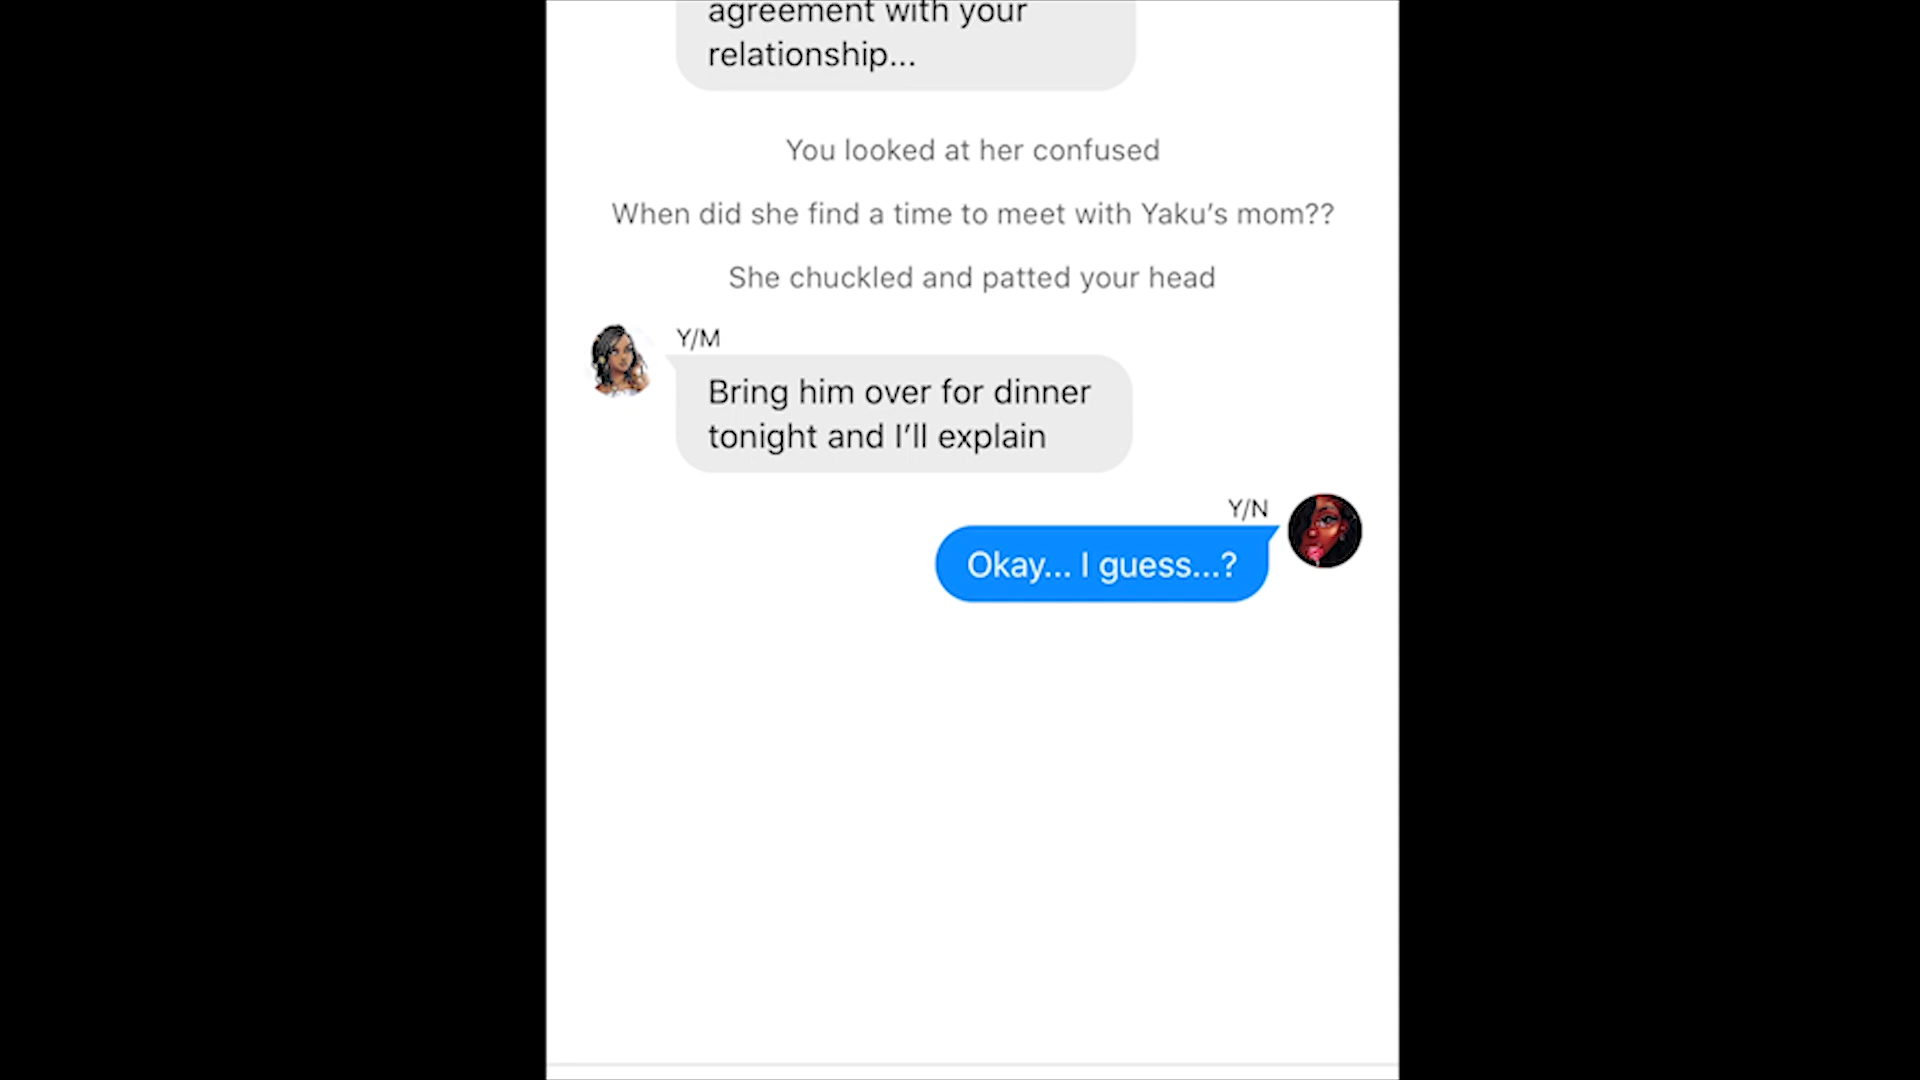 agreement with your
relationship...
You looked at her confused
When did she find a time to meet with Yaku’s mom??
She chuckled and patted your head
Y/M
Bring him over for dinner
tonight and I’ll explain
Y/N
Okay... I guess...?